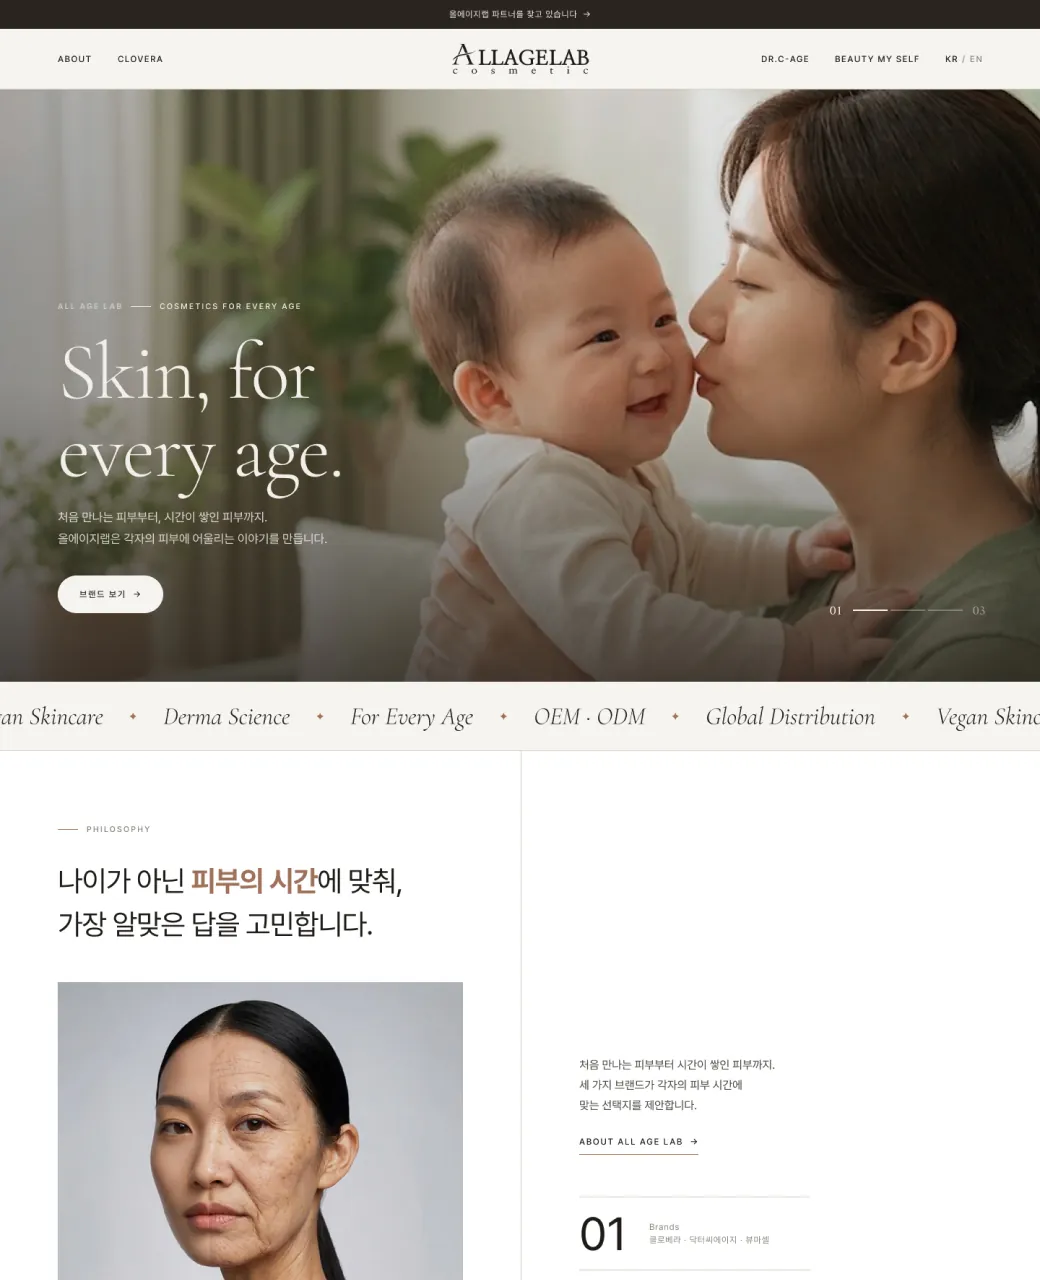 올에이지랩 파트너를 찾고 있습니다 →
ABOUT
CLOVERA
ALLAGELAB
cosmetic
DR.C-AGE
BEAUTY MY SELF
KR / EN
ALL AGE LAB — COSMETICS FOR EVERY AGE
Skin, for
every age.
처음 만나는 피부부터, 시간이 쌓인 피부까지.
올에이지랩은 각자의 피부에 어울리는 이야기를 만듭니다.
브랜드 보기 →
01
03
an Skincare ✦ Derma Science ✦ For Every Age ✦ OEM · ODM ✦ Global Distribution ✦ Vegan Skinc
PHILOSOPHY
나이가 아닌 피부의 시간에 맞춰,
가장 알맞은 답을 고민합니다.
처음 만나는 피부부터 시간이 쌓인 피부까지.
세 가지 브랜드가 각자의 피부 시간에
맞는 선택지를 제안합니다.
ABOUT ALL AGE LAB →
01
Brands
클로베라 · 닥터씨에이지 · 뷰마셀